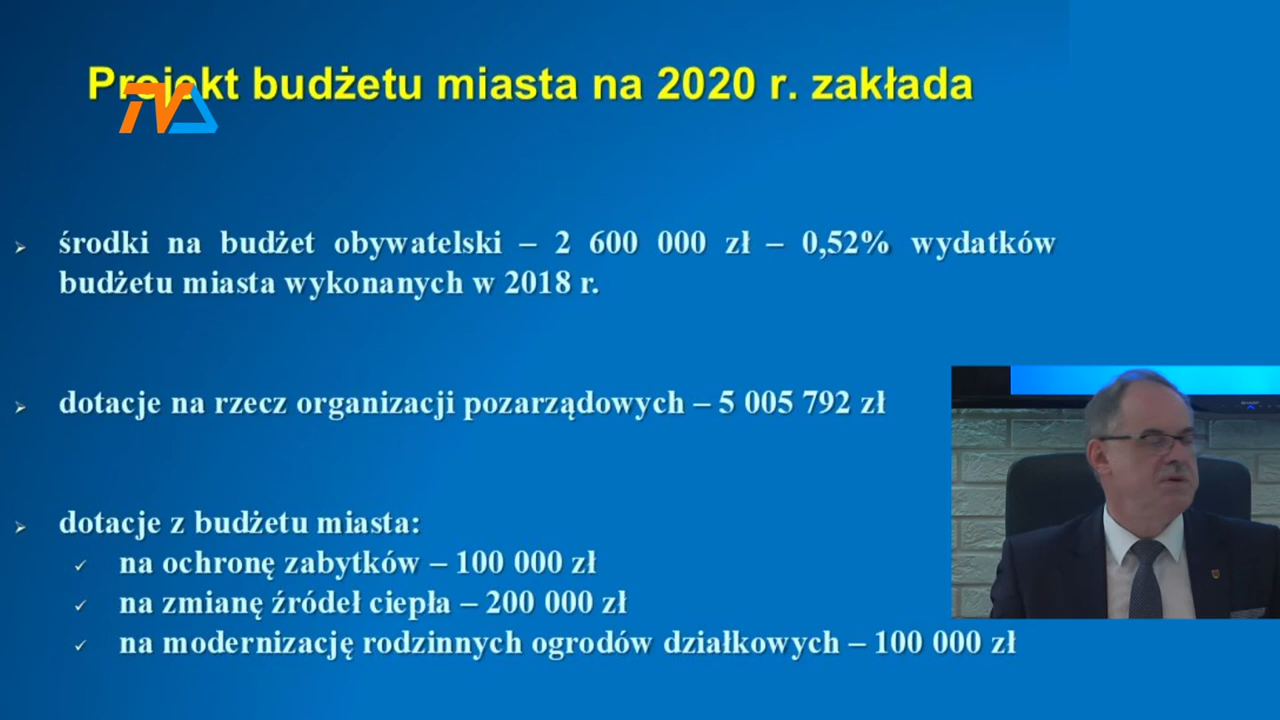 Projekt budżetu miasta na 2020 r. zakłada
TVA
środki na budżet obywatelski – 2 600 000 zł – 0,52% wydatków
budżetu miasta wykonanych w 2018 r.
dotacje na rzecz organizacji pozarządowych – 5 005 792 zł
dotacje z budżetu miasta:
na ochronę zabytków – 100 000 zł
na zmianę źródeł ciepła – 200 000 zł
na modernizację rodzinnych ogrodów działkowych – 100 000 zł